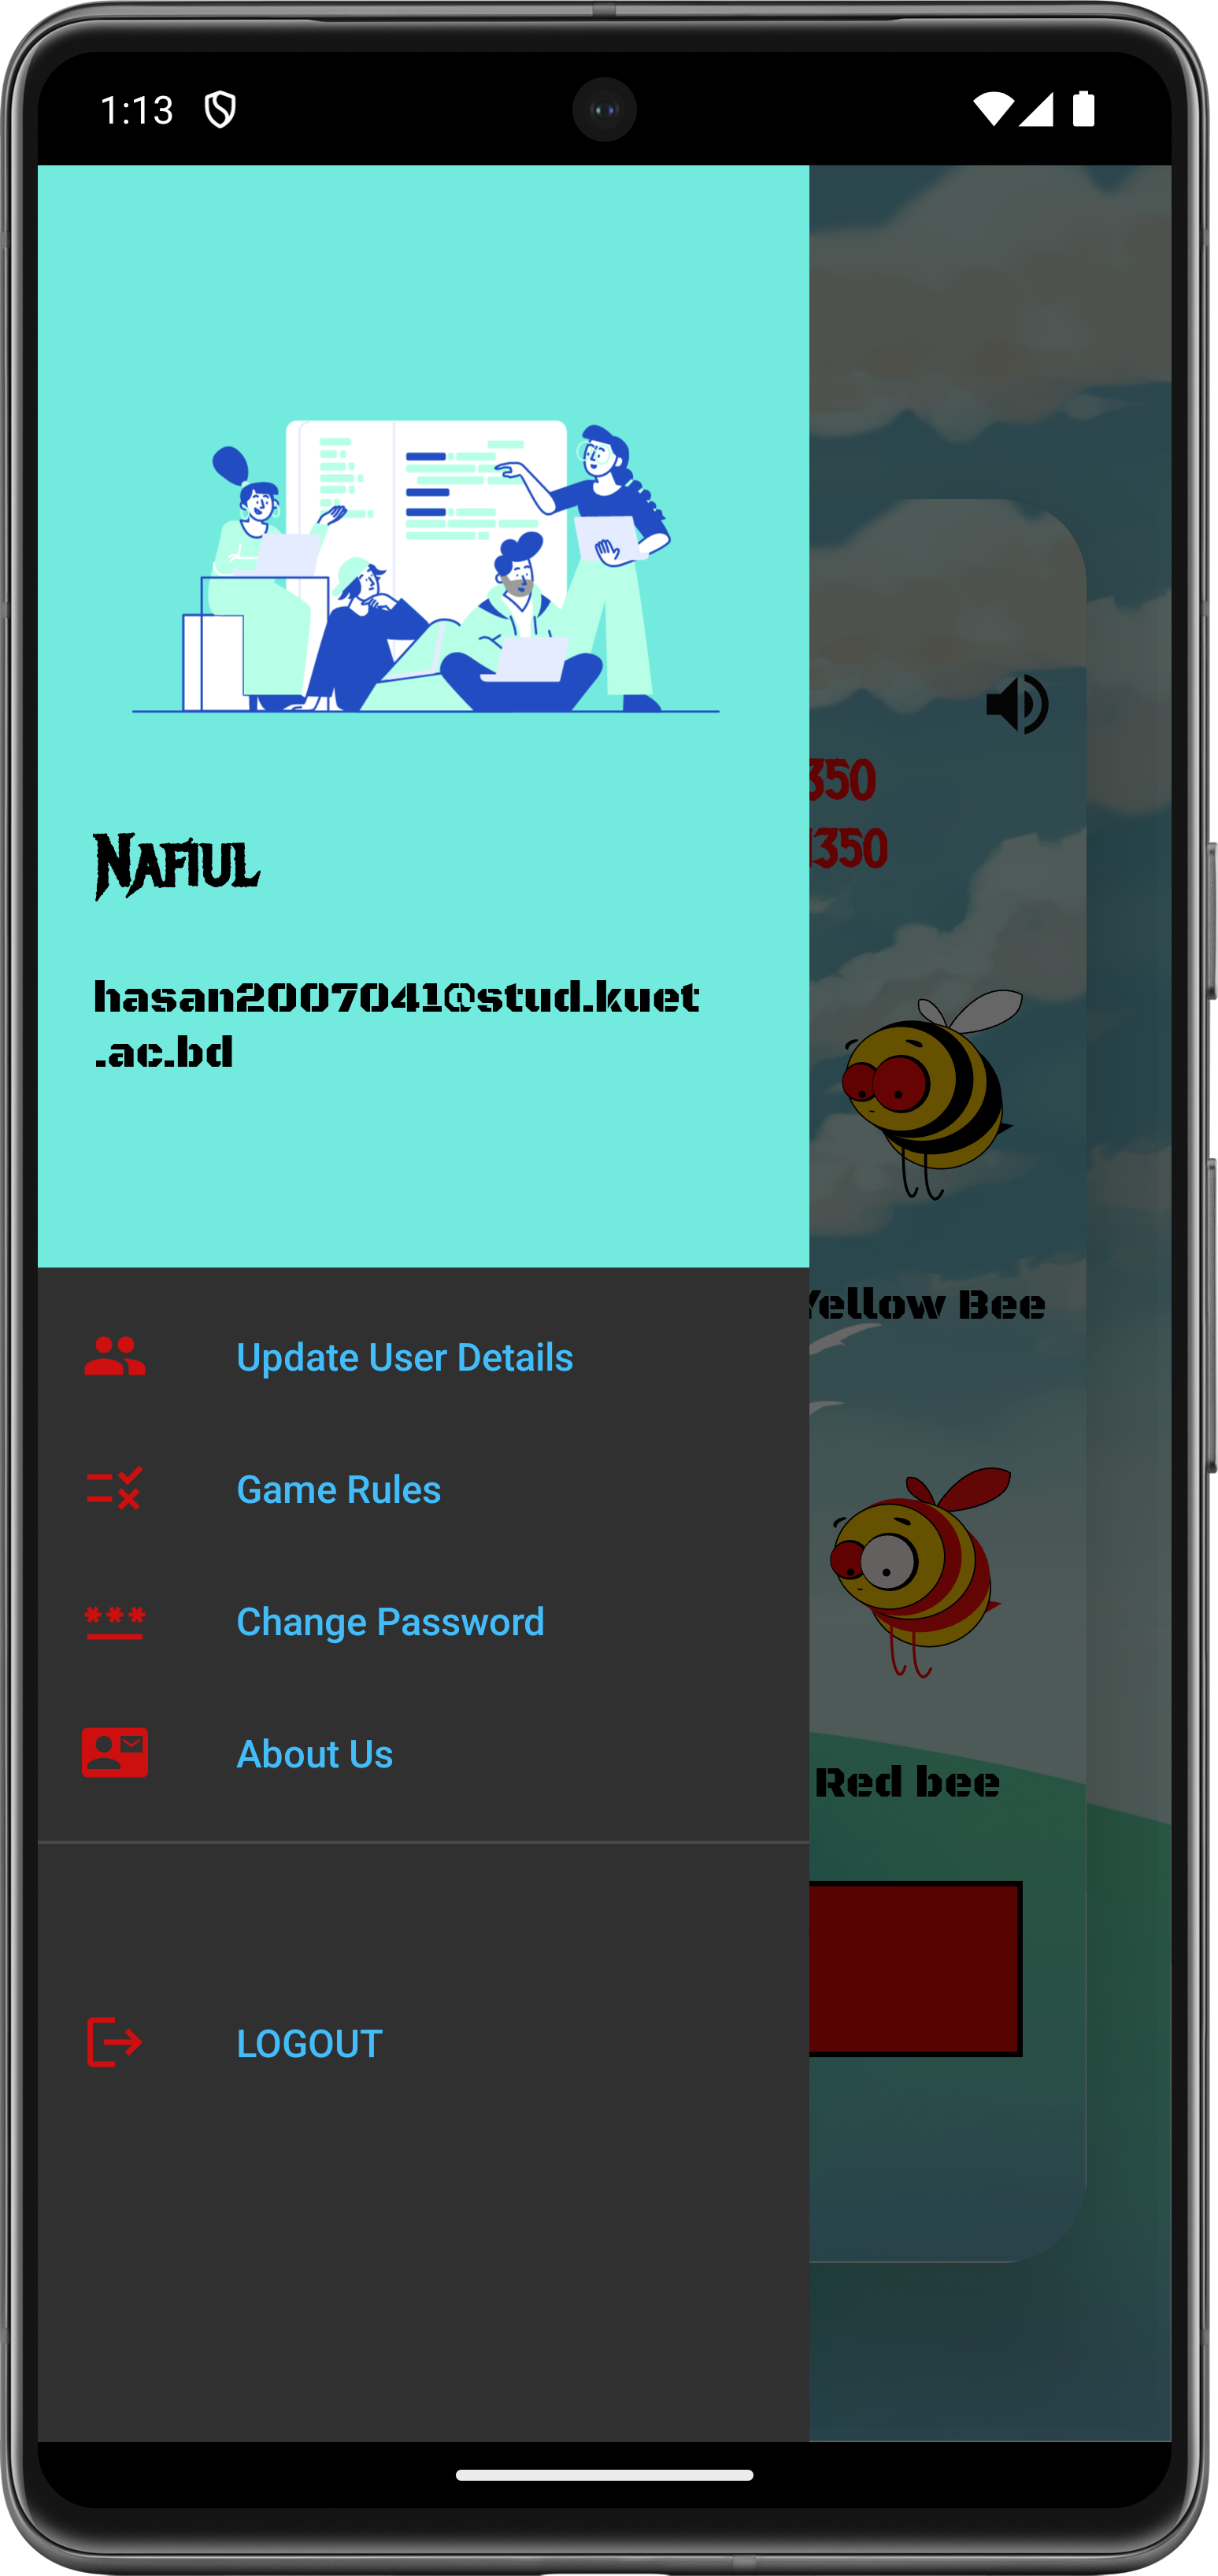 1:13
350
1350
Nafiul
hasan2007041@stud.kuet
.ac.bd
Yellow Bee
Update User Details
Game Rules
Change Password
About Us
Red bee
LOGOUT